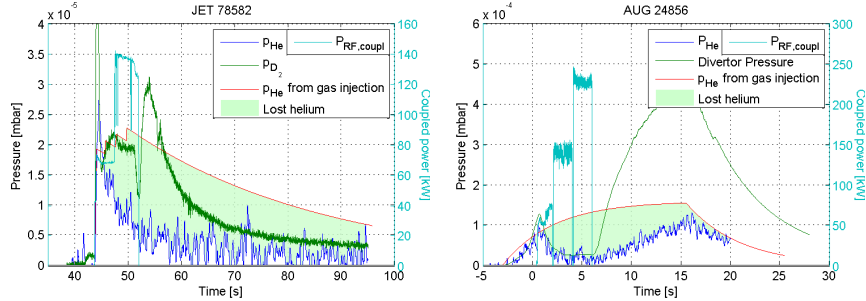 JET 78582
x 10^-5
4
3.5
3
2.5
2
1.5
1
0.5
0
Pressure [mbar]
p_He
p_D_2
p_He from gas injection
Lost helium
P_RF,coupl
160
140
120
100
80
60
40
20
0
Coupled power [kW]
40 50 60 70 80 90 100
Time [s]
AUG 24856
x 10^-4
6
5
4
3
2
1
0
Pressure [mbar]
P_He
Divertor Pressure
p_He from gas injection
Lost helium
P_RF,coupl
300
250
200
150
100
50
0
Coupled power [kW]
-5 0 5 10 15 20 25 30
Time [s]